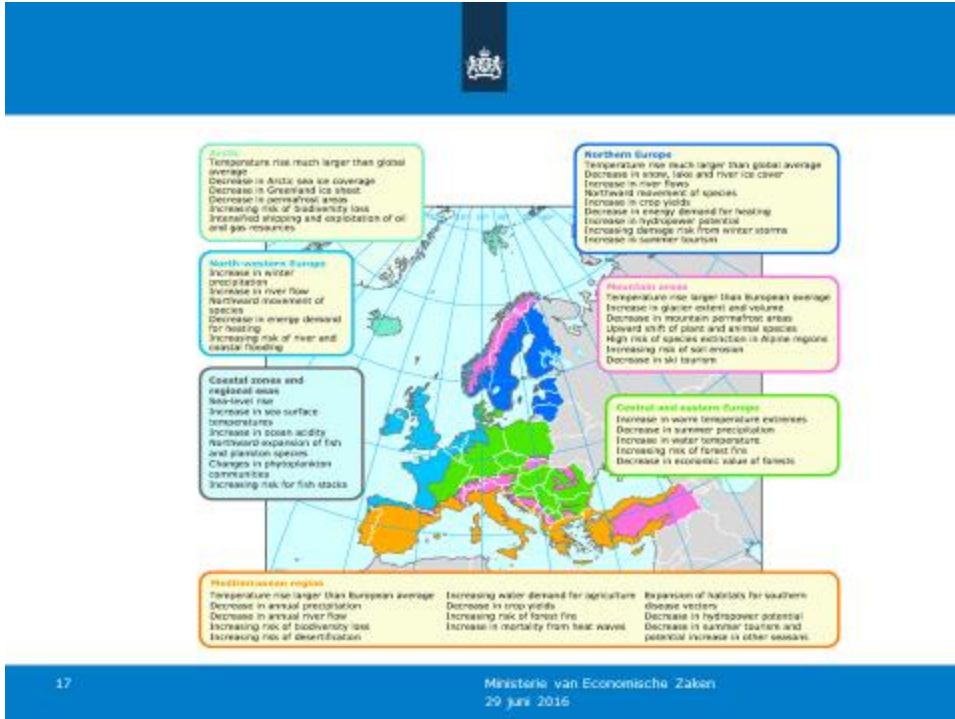 Arctic
Temperature rise much larger than global
average
Decrease in Arctic sea ice coverage
Decrease in Greenland ice sheet
Decrease in permafrost areas
Increasing risk of biodiversity loss
Intensified shipping and exploitation of oil
and gas resources
Northern Europe
Temperature rise much larger than global average
Decrease in snow, lake and river ice cover
Increase in river flows
Northward movement of species
Increase in crop yields
Decrease in energy demand for heating
Increase in hydropower potential
Increasing damage risk from winter storms
Increase in summer tourism
North-western Europe
Increase in winter
precipitation
Increase in river flow
Northward movement of
species
Decrease in energy demand
for heating
Increasing risk of river and
coastal flooding
Mountain areas
Temperature rise larger than European average
Increase in glacier extent and volume
Decrease in mountain permafrost areas
Upward shift of plant and animal species
High risk of species extinction in Alpine regions
Increasing risk of soil erosion
Decrease in ski tourism
Coastal zones and
regional seas
Sea-level rise
Increase in sea surface
temperatures
Increase in ocean acidity
Northward expansion of fish
and plankton species
Changes in phytoplankton
communities
Increasing risk for fish stocks
Central and eastern Europe
Increase in warm temperature extremes
Decrease in summer precipitation
Increase in water temperature
Increasing risk of forest fire
Decrease in economic value of forests
Mediterranean region
Temperature rise larger than European average
Decrease in annual precipitation
Decrease in annual river flow
Increasing risk of biodiversity loss
Increasing risk of desertification
Increasing water demand for agriculture
Decrease in crop yields
Increasing risk of forest fire
Increase in mortality from heat waves
Expansion of habitats for southern
disease vectors
Decrease in hydropower potential
Decrease in summer tourism and
potential increase in other seasons
17
Ministerie van Economische Zaken
29 juni 2016